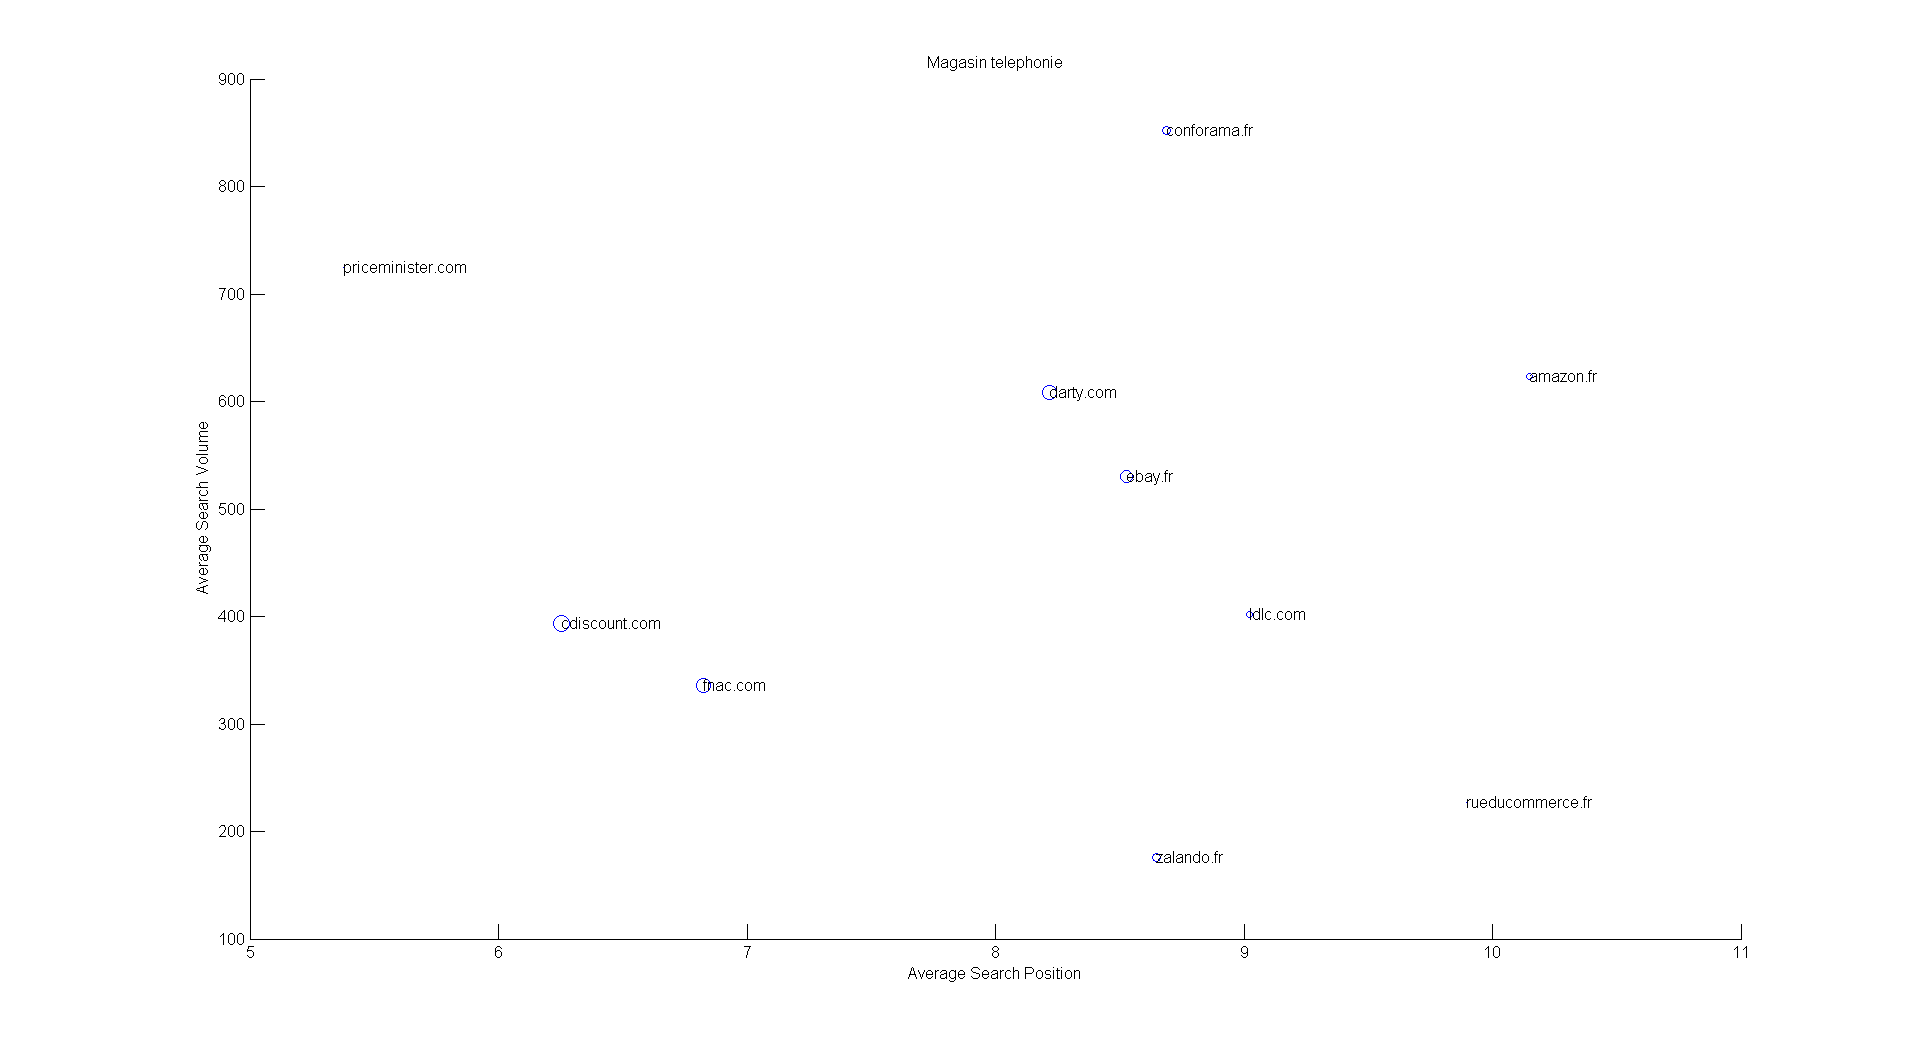 Magasin telephonie
900
conforama.fr
800
priceminister.com
700
amazon.fr
darty.com
600
ebay.fr
500
Average Search Volume
400
ldlc.com
cdiscount.com
fnac.com
300
rueducommerce.fr
200
zalando.fr
100
5 6 7 8 9 10 11
Average Search Position